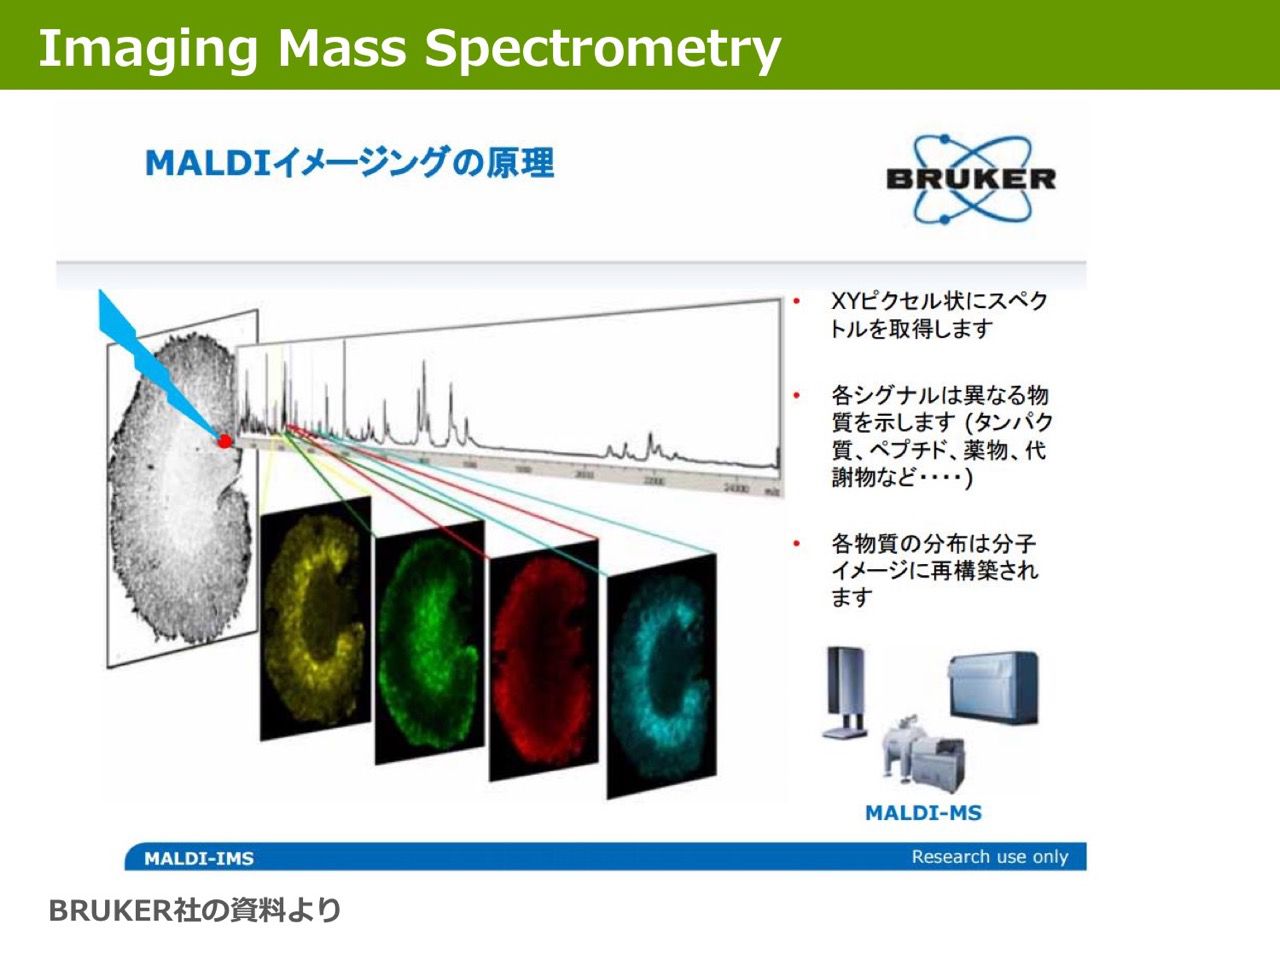 Imaging Mass Spectrometry
MALDIイメージングの原理
BRUKER
• XYピクセル状にスペク
トルを取得します
• 各シグナルは異なる物
質を示します (タンパク
質、ペプチド、薬物、代
謝物など････)
• 各物質の分布は分子
イメージに再構築され
ます
MALDI-MS
MALDI-IMS
Research use only
BRUKER社の資料より